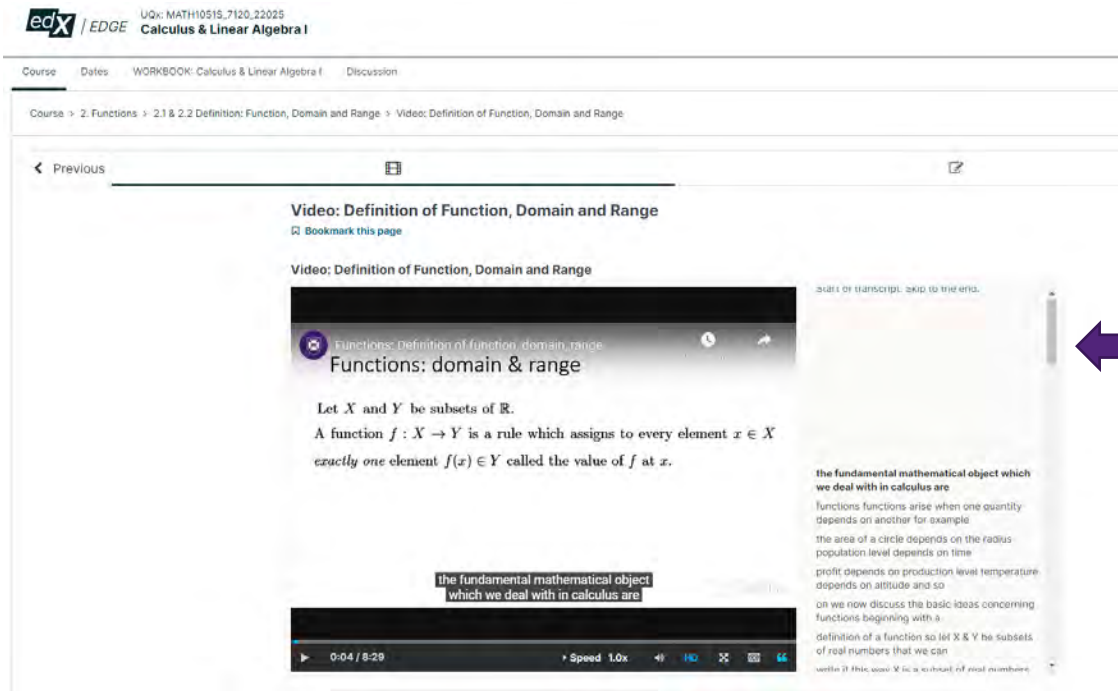 edX / EDGE
UQx: MATH1051S_7120_22025
Calculus & Linear Algebra I
Course Dates WORKBOOK: Calculus & Linear Algebra I Discussion
Course > 2. Functions > 2.1 & 2.2 Definition: Function, Domain and Range > Video: Definition of Function, Domain and Range
Previous
Video: Definition of Function, Domain and Range
Bookmark this page
Video: Definition of Function, Domain and Range
Functions: Definition of function, domain, range
Functions: domain & range
Let X and Y be subsets of ℝ.
A function f : X → Y is a rule which assigns to every element x ∈ X
exactly one element f(x) ∈ Y called the value of f at x.
the fundamental mathematical object
which we deal with in calculus are
0:04 / 8:29 Speed 1.0x HD
Start of transcript. Skip to the end.
the fundamental mathematical object which
we deal with in calculus are
functions functions arise when one quantity
depends on another for example
the area of a circle depends on the radius
population level depends on time
profit depends on production level temperature
depends on altitude and so
on we now discuss the basic ideas concerning
functions beginning with a
definition of a function so let X & Y be subsets
of real numbers that we can
write it this way X is a subset of real numbers